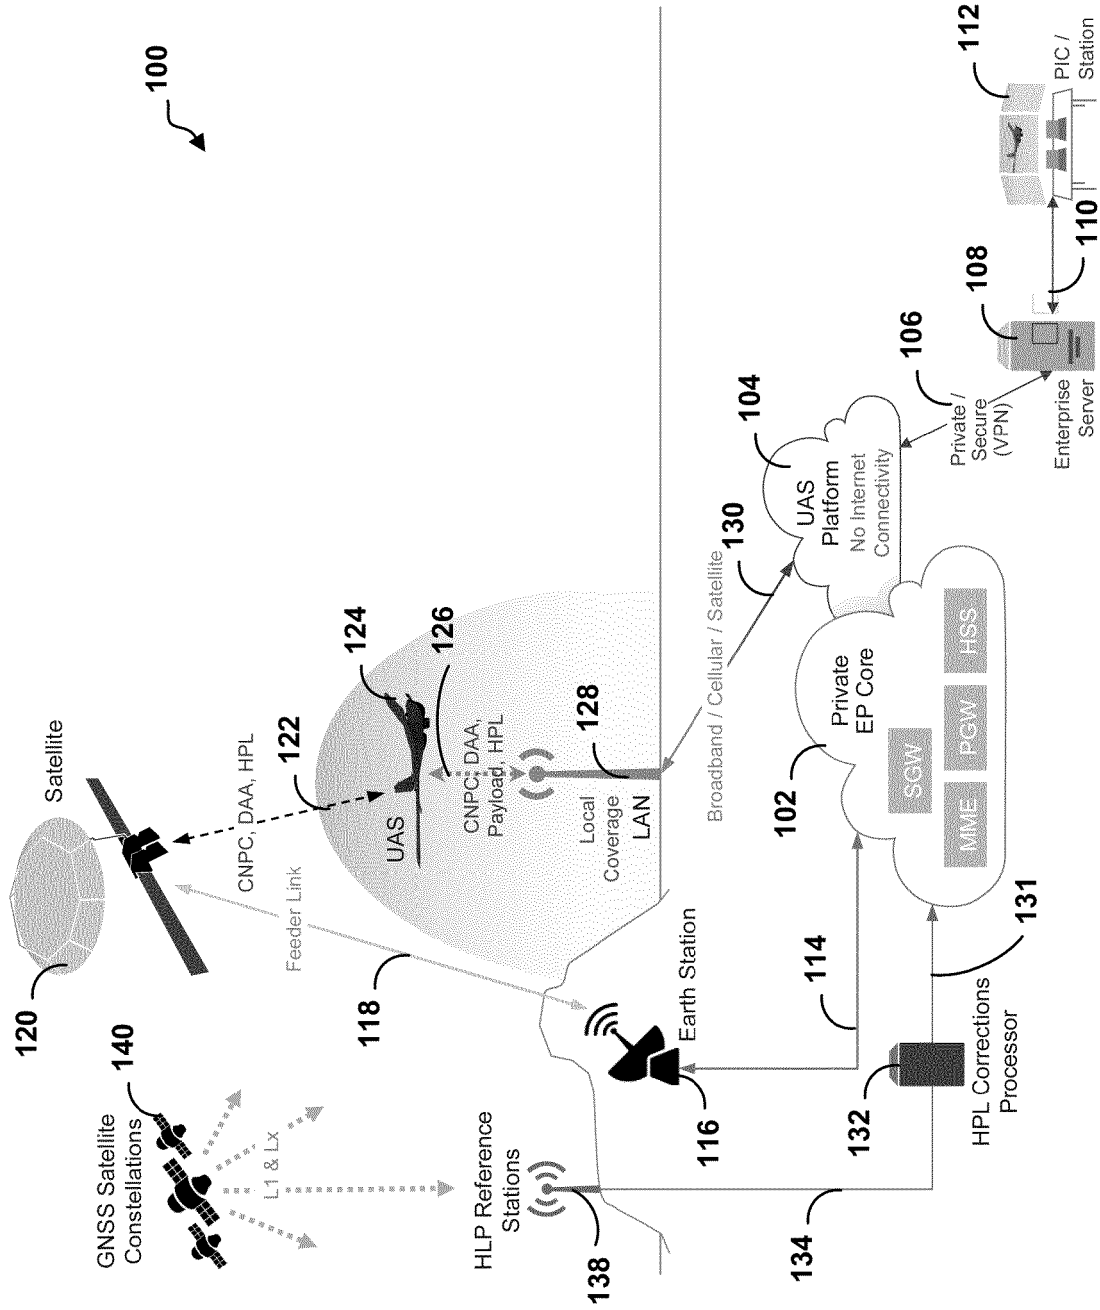 100
120
Satellite
CNPC, DAA, HPL
122
Feeder Link
118
GNSS Satellite
Constellations
140
L1 & Lx
HLP Reference
Stations
138
UAS
124
126
CNPC, DAA,
Payload, HPL
128
Local
Coverage
LAN
Earth Station
116
Broadband / Cellular / Satellite
130
104
UAS
Platform
No Internet
Connectivity
102
Private
EP Core
SGW
MME
PGW
HSS
114
131
132
HPL Corrections
Processor
134
106
Private /
Secure
(VPN)
108
Enterprise
Server
110
112
PIC /
Station